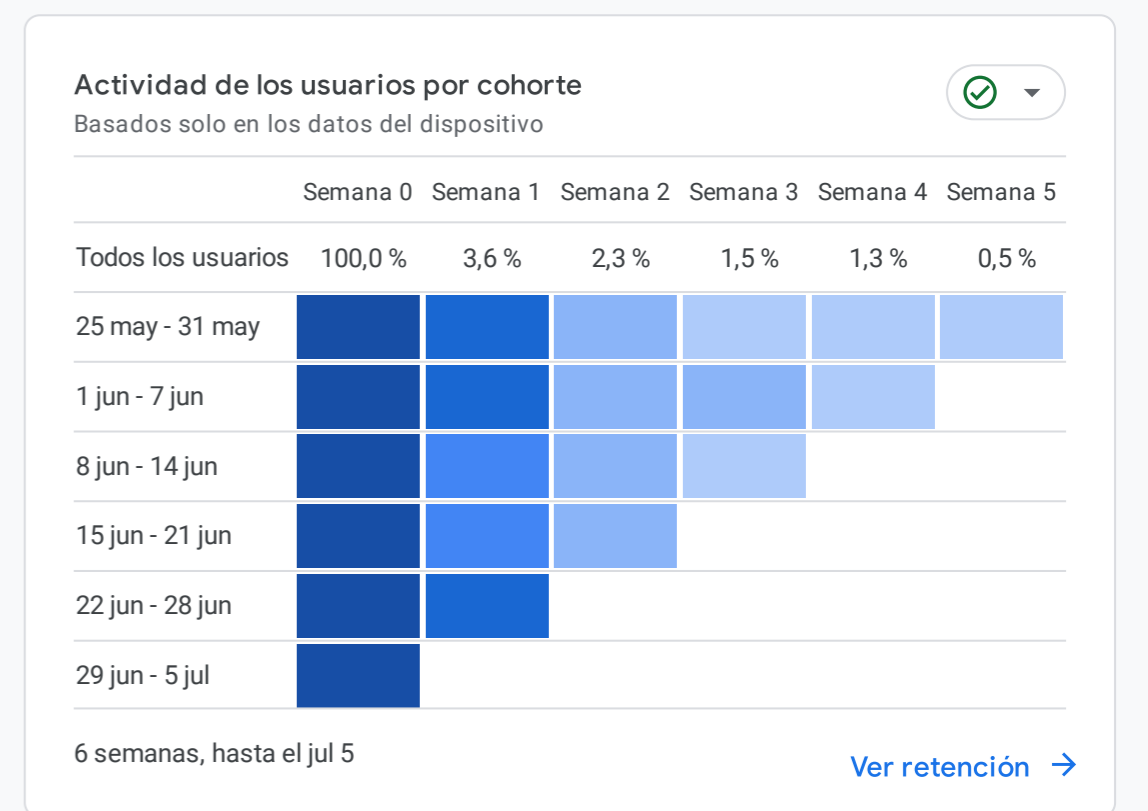 Actividad de los usuarios por cohorte
Basados solo en los datos del dispositivo
Semana 0 Semana 1 Semana 2 Semana 3 Semana 4 Semana 5
Todos los usuarios 100,0 % 3,6 % 2,3 % 1,5 % 1,3 % 0,5 %
25 may - 31 may
1 jun - 7 jun
8 jun - 14 jun
15 jun - 21 jun
22 jun - 28 jun
29 jun - 5 jul
6 semanas, hasta el jul 5
Ver retención